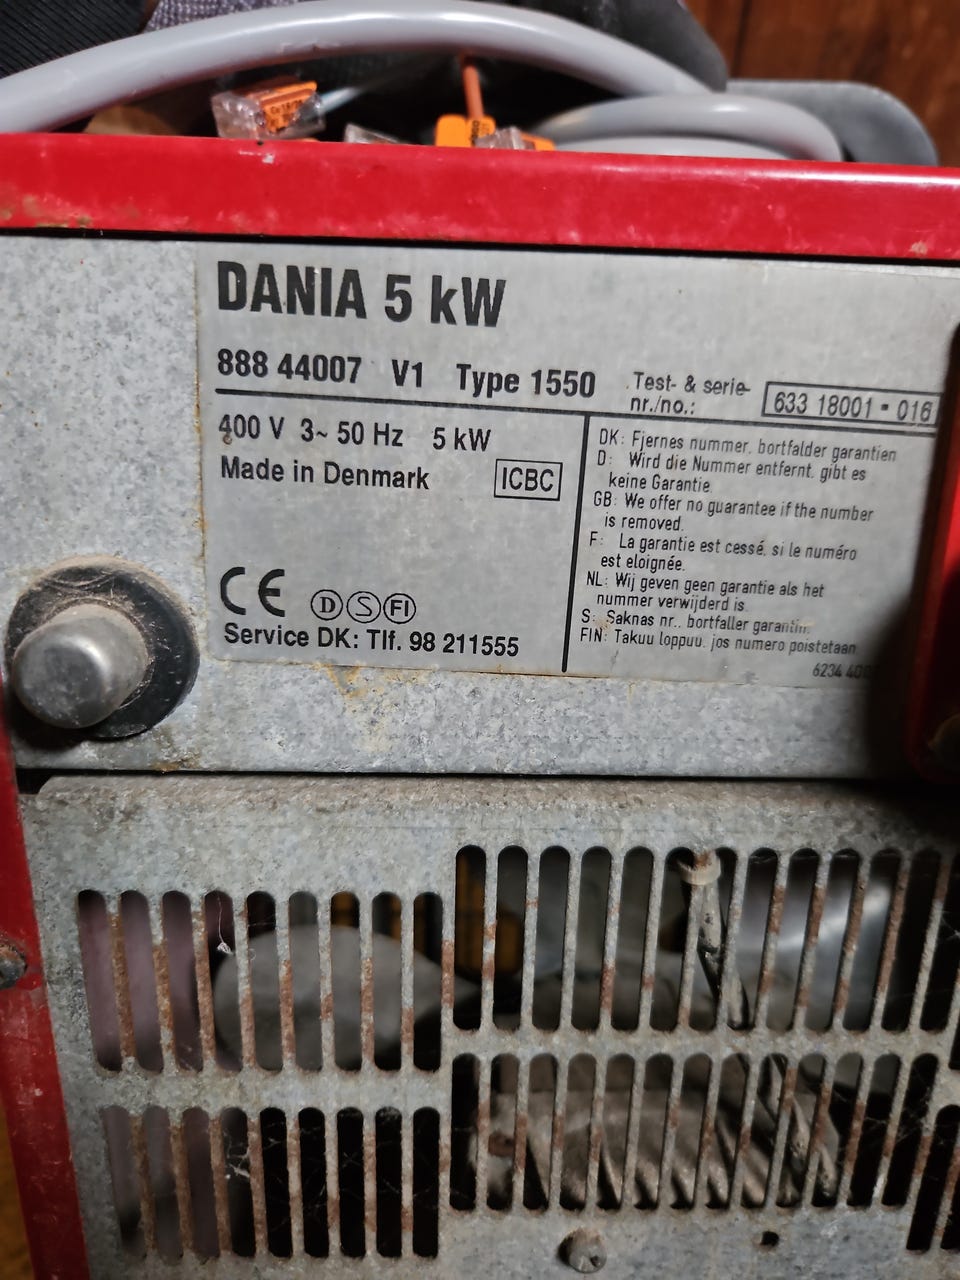 DANIA 5 kW
888 44007 V1 Type 1550
Test- & serie-
nr./no.:
633 18001 - 016
400 V 3~ 50 Hz 5 kW
Made in Denmark
ICBC
CE D S FI
Service DK: Tlf. 98 211555
DK: Fjernes nummer, bortfalder garantien
D: Wird die Nummer entfernt, gibt es
keine Garantie.
GB: We offer no guarantee if the number
is removed.
F: La garantie est cessé, si le numéro
est eloignée.
NL: Wij geven geen garantie als het
nummer verwijderd is.
S: Saknas nr., bortfaller garantin.
FIN: Takuu loppuu, jos numero poistetaan
6234